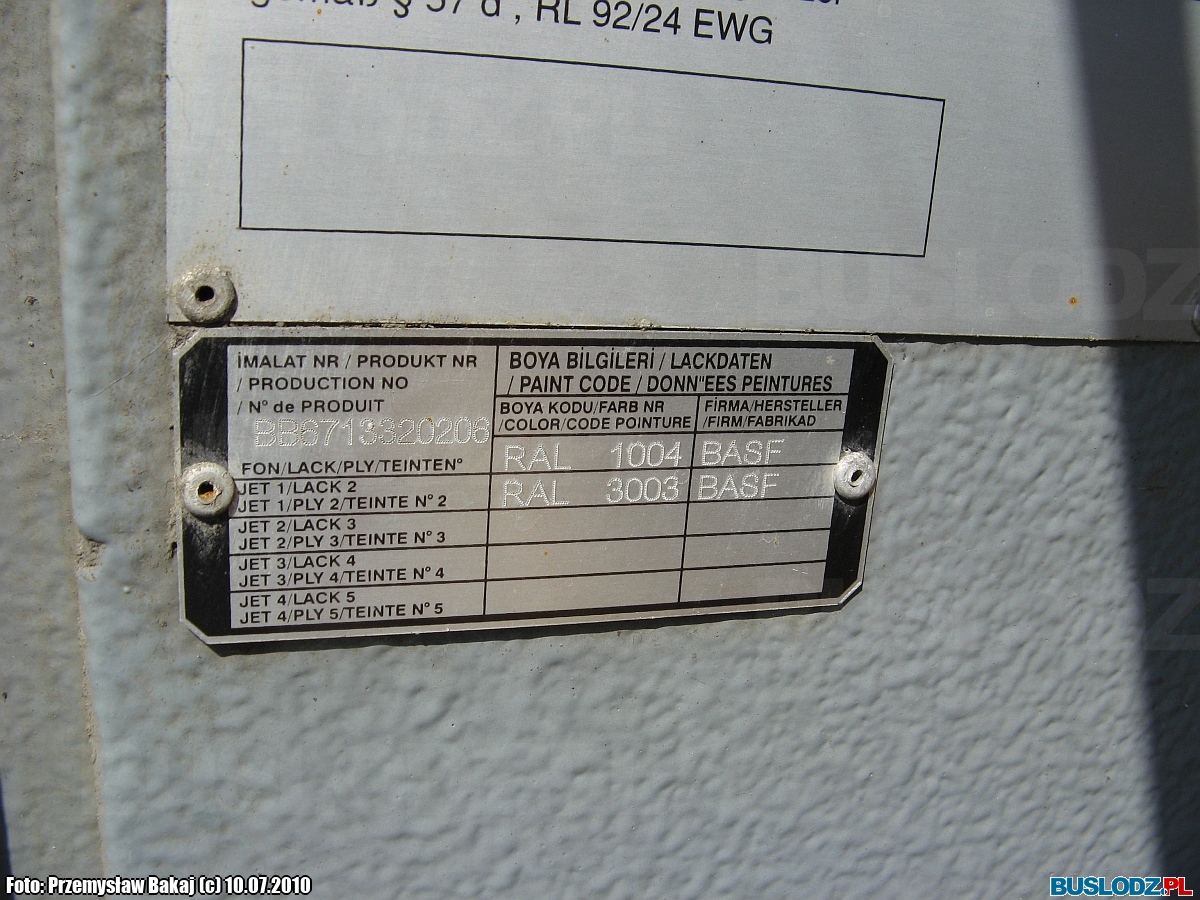 gemäß § 57 d , RL 92/24 EWG
BUSLODZ
İMALAT NR / PRODUKT NR
/ PRODUCTION NO
/ N° de PRODUIT
BB6713320206
BOYA BİLGİLERİ / LACKDATEN
/ PAINT CODE / DONN"EES PEINTURES
BOYA KODU/FARB NR
/COLOR/CODE POINTURE
FİRMA/HERSTELLER
/FIRM/FABRIKAD
FON/LACK/PLY/TEINTEN°
RAL 1004 BASF
JET 1/LACK 2
JET 1/PLY 2/TEINTE N° 2
RAL 3003 BASF
JET 2/LACK 3
JET 2/PLY 3/TEINTE N° 3
JET 3/LACK 4
JET 3/PLY 4/TEINTE N° 4
JET 4/LACK 5
JET 4/PLY 5/TEINTE N° 5
Foto: Przemysław Bakaj (c) 10.07.2010
BUSLODZ.PL